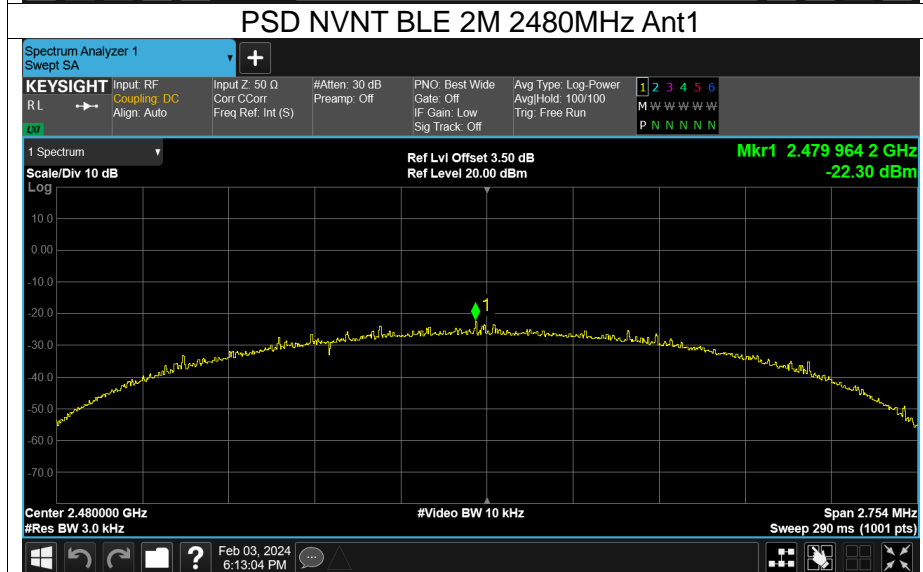 PSD NVNT BLE 2M 2480MHz Ant1
Spectrum Analyzer 1
Swept SA
+
KEYSIGHT
R L
LXI
Input: RF
Coupling: DC
Align: Auto
Input Z: 50 Ω
Corr CCorr
Freq Ref: Int (S)
#Atten: 30 dB
Preamp: Off
PNO: Best Wide
Gate: Off
IF Gain: Low
Sig Track: Off
Avg Type: Log-Power
Avg|Hold: 100/100
Trig: Free Run
1 2 3 4 5 6
M W W W W W
P N N N N N
1 Spectrum
Scale/Div 10 dB
Ref Lvl Offset 3.50 dB
Ref Level 20.00 dBm
Mkr1 2.479 964 2 GHz
-22.30 dBm
Log
10.0
0.00
-10.0
-20.0
-30.0
-40.0
-50.0
-60.0
-70.0
1
Center 2.480000 GHz
#Res BW 3.0 kHz
#Video BW 10 kHz
Span 2.754 MHz
Sweep 290 ms (1001 pts)
?
Feb 03, 2024
6:13:04 PM